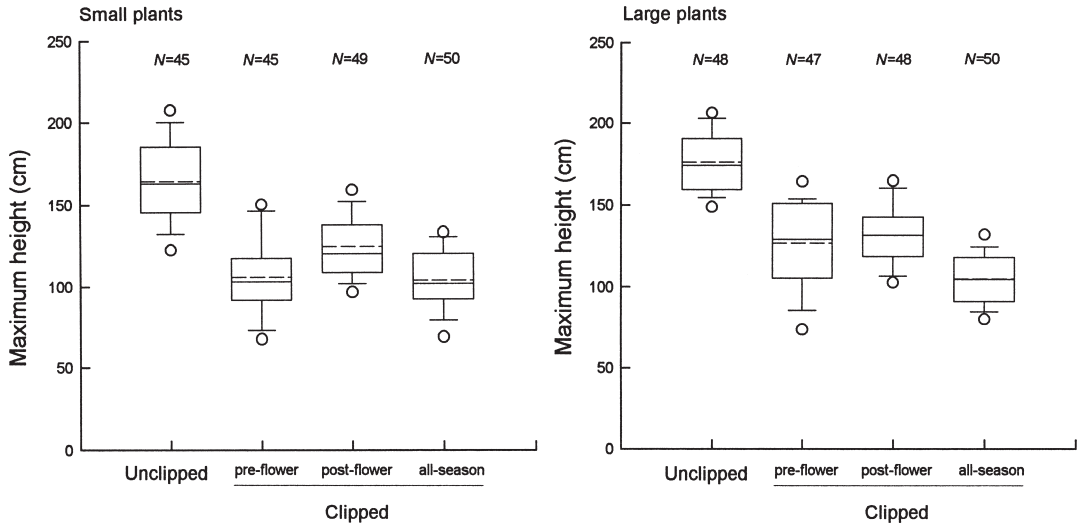 Small plants
250
200
150
100
50
0
Maximum height (cm)
N=45 N=45 N=49 N=50
Unclipped pre-flower post-flower all-season
Clipped
Large plants
250
200
150
100
50
0
Maximum height (cm)
N=48 N=47 N=48 N=50
Unclipped pre-flower post-flower all-season
Clipped